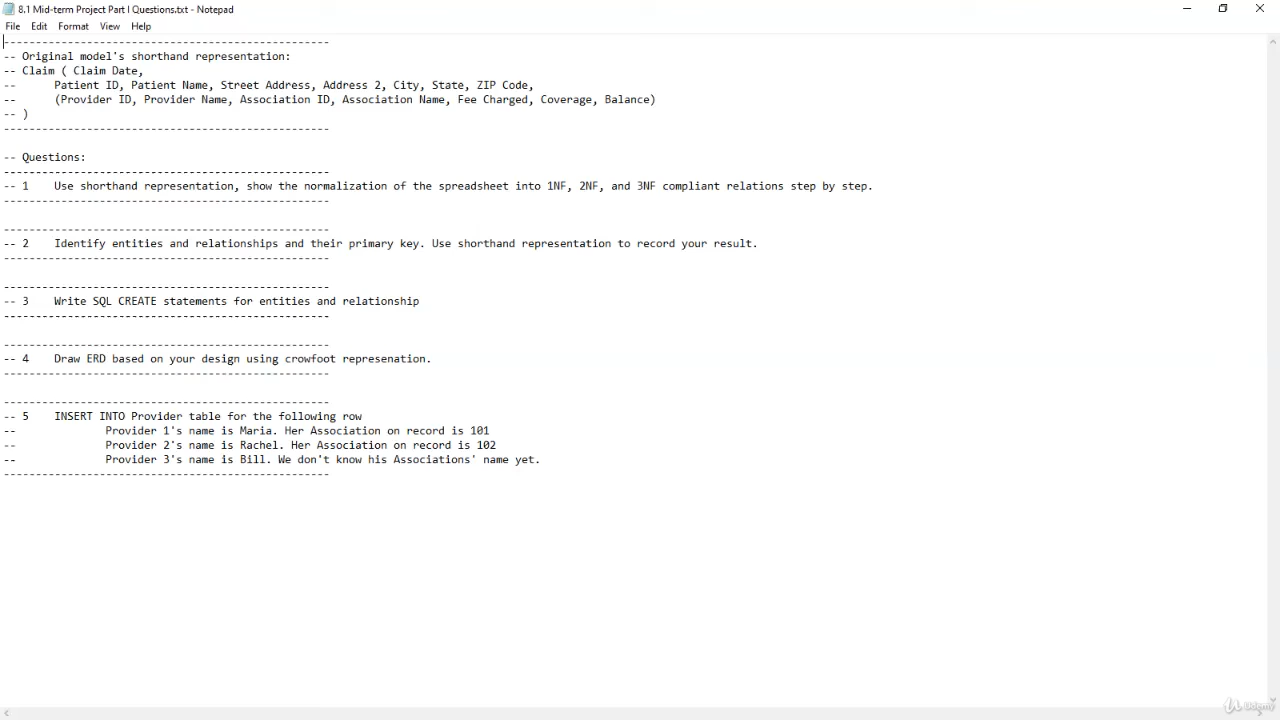 8.1 Mid-term Project Part I Questions.txt - Notepad
File Edit Format View Help
---------------------------------------------------
-- Original model's shorthand representation:
-- Claim ( Claim Date,
-- Patient ID, Patient Name, Street Address, Address 2, City, State, ZIP Code,
-- (Provider ID, Provider Name, Association ID, Association Name, Fee Charged, Coverage, Balance)
-- )
---------------------------------------------------
-- Questions:
---------------------------------------------------
-- 1 Use shorthand representation, show the normalization of the spreadsheet into 1NF, 2NF, and 3NF compliant relations step by step.
---------------------------------------------------
---------------------------------------------------
-- 2 Identify entities and relationships and their primary key. Use shorthand representation to record your result.
---------------------------------------------------
---------------------------------------------------
-- 3 Write SQL CREATE statements for entities and relationship
---------------------------------------------------
---------------------------------------------------
-- 4 Draw ERD based on your design using crowfoot represenation.
---------------------------------------------------
---------------------------------------------------
-- 5 INSERT INTO Provider table for the following row
-- Provider 1's name is Maria. Her Association on record is 101
-- Provider 2's name is Rachel. Her Association on record is 102
-- Provider 3's name is Bill. We don't know his Associations' name yet.
---------------------------------------------------
Udemy